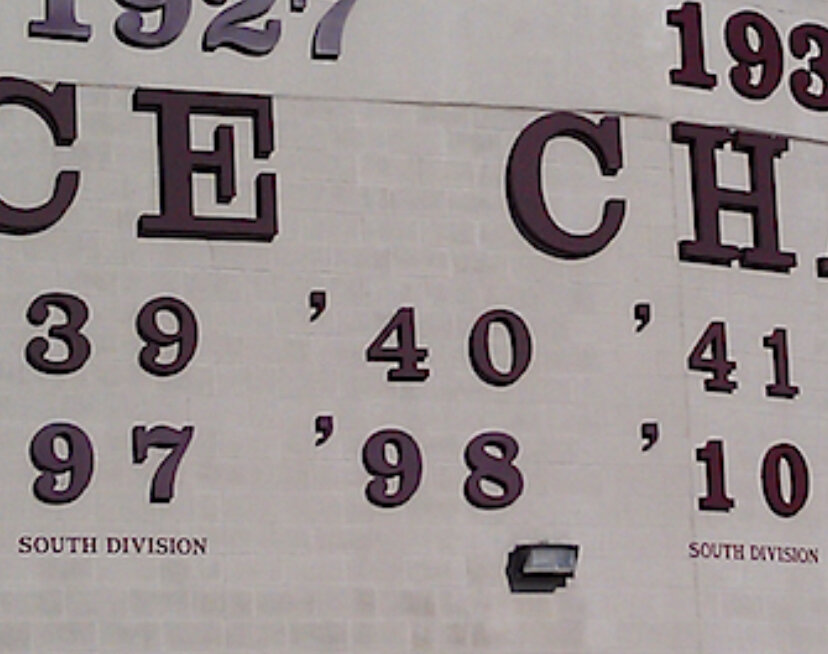 1927 193
CE CH
39 '40 '41
97 '98 '10
SOUTH DIVISION SOUTH DIVISION